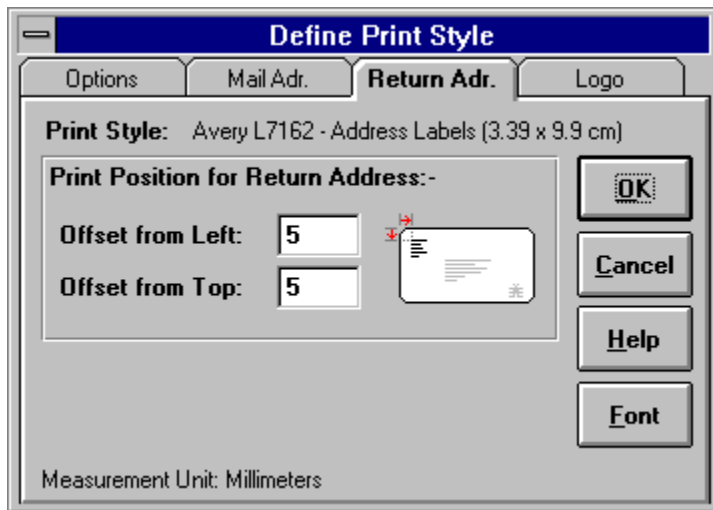 Define Print Style
Options Mail Adr. Return Adr. Logo
Print Style: Avery L7162 - Address Labels (3.39 x 9.9 cm)
Print Position for Return Address:-
OK
Offset from Left: 5
Cancel
Offset from Top: 5
Help
Font
Measurement Unit: Millimeters